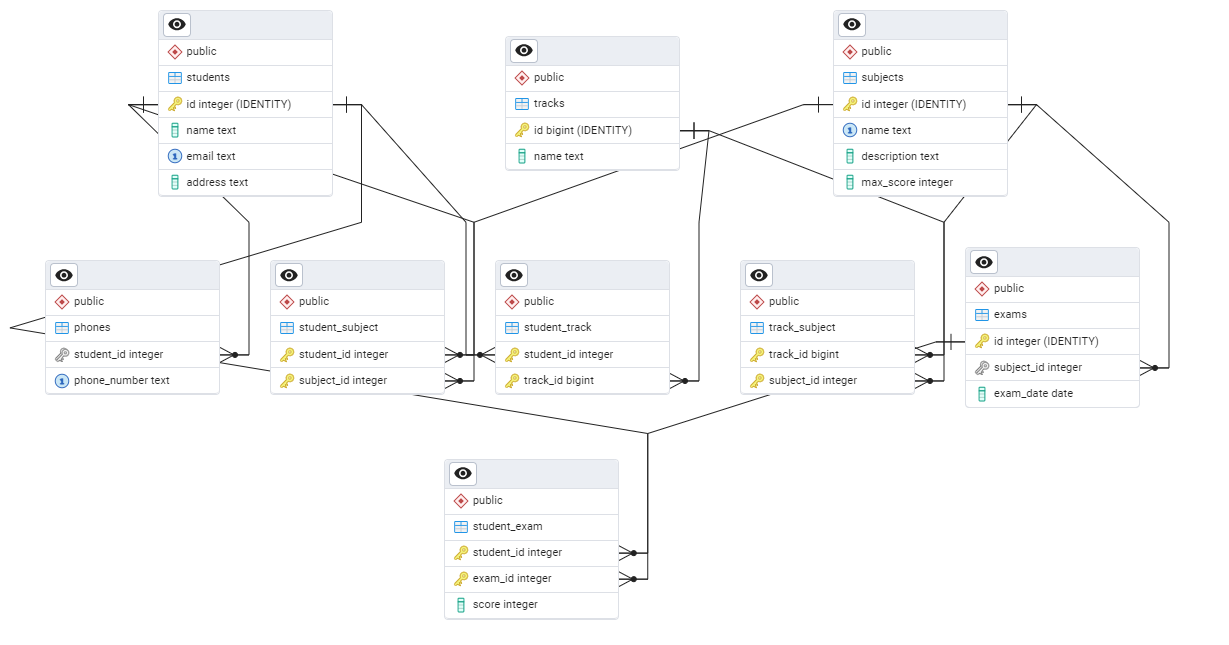 public
students
id integer (IDENTITY)
name text
email text
address text
public
tracks
id bigint (IDENTITY)
name text
public
subjects
id integer (IDENTITY)
1 name text
description text
max_score integer
public
phones
student_id integer
1 phone_number text
public
student_subject
student_id integer
subject_id integer
public
student_track
student_id integer
track_id bigint
public
track_subject
track_id bigint
subject_id integer
public
exams
id integer (IDENTITY)
subject_id integer
exam_date date
public
student_exam
student_id integer
exam_id integer
score integer